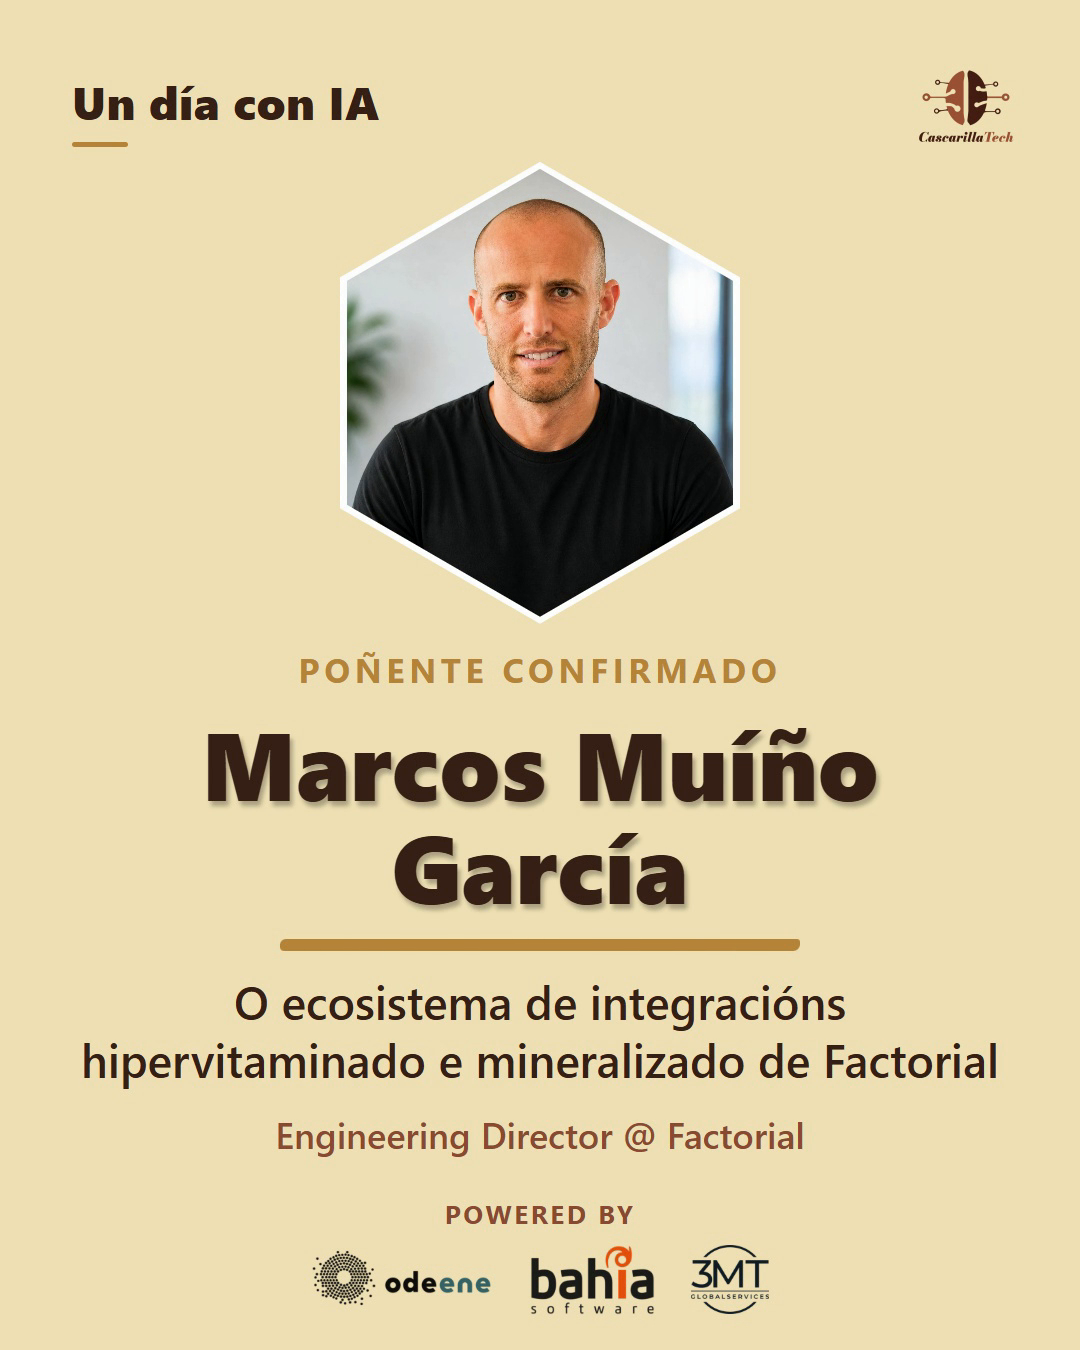 Un día con IA
CascarillaTech
POÑENTE CONFIRMADO
Marcos Muíño
García
O ecosistema de integracións
hipervitaminado e mineralizado de Factorial
Engineering Director @ Factorial
POWERED BY
odeene
bahia
software
3MT
GLOBALSERVICES